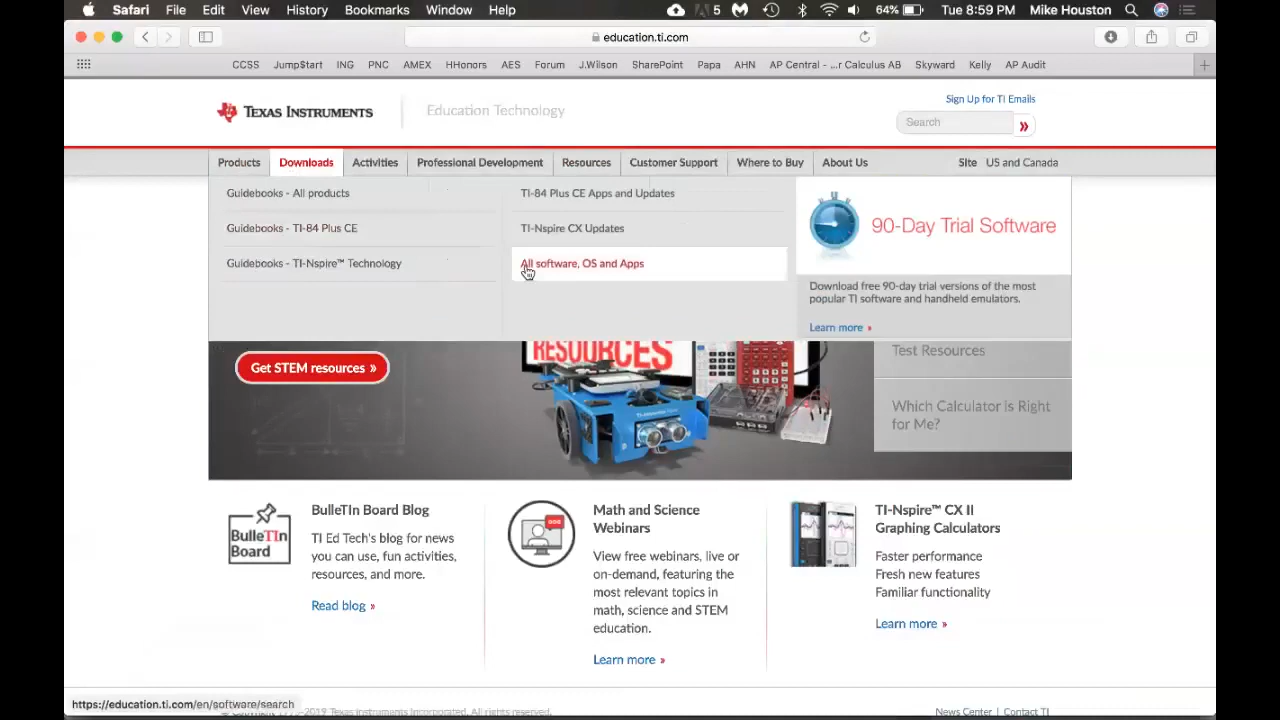 Safari File Edit View History Bookmarks Window Help 5 64% Tue 8:59 PM Mike Houston
education.ti.com
CCSS Jump$tart ING PNC AMEX HHonors AES Forum J.Wilson SharePoint Papa AHN AP Central - ...r Calculus AB Skyward Kelly AP Audit
Sign Up for TI Emails
TEXAS INSTRUMENTS Education Technology
Search »
Products Downloads Activities Professional Development Resources Customer Support Where to Buy About Us Site US and Canada
Guidebooks - All products
Guidebooks - TI-84 Plus CE
Guidebooks - TI-Nspire™ Technology
TI-84 Plus CE Apps and Updates
TI-Nspire CX Updates
All software, OS and Apps
90-Day Trial Software
Download free 90-day trial versions of the most
popular TI software and handheld emulators.
Learn more »
Get STEM resources »
RESOURCES
Test Resources
Which Calculator is Right
for Me?
BulleTIn
Board
BulleTIn Board Blog
TI Ed Tech's blog for news
you can use, fun activities,
resources, and more.
Read blog »
Math and Science
Webinars
View free webinars, live or
on-demand, featuring the
most relevant topics in
math, science and STEM
education.
Learn more »
TI-Nspire™ CX II
Graphing Calculators
Faster performance
Fresh new features
Familiar functionality
Learn more »
https://education.ti.com/en/software/search
Texas Instruments Incorporated. All rights reserved.
News Center | Contact TI